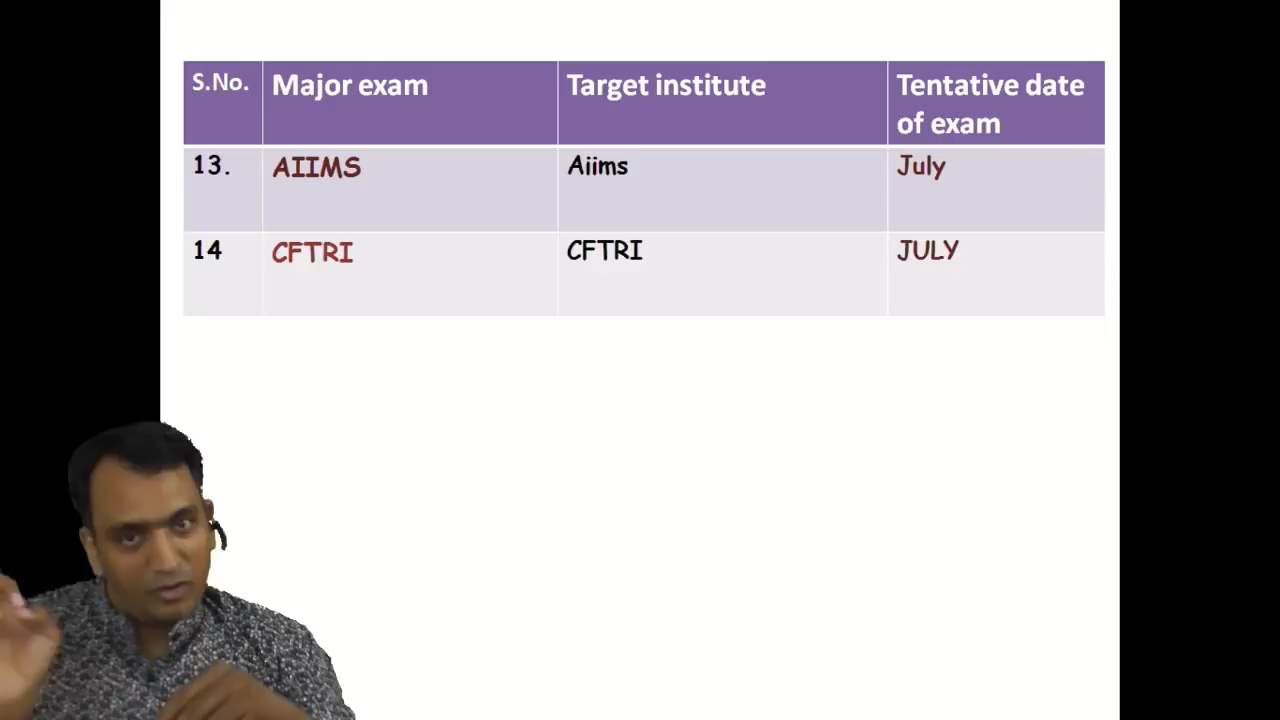 S.No. Major exam Target institute Tentative date
of exam
13. AIIMS Aiims July
14 CFTRI CFTRI JULY